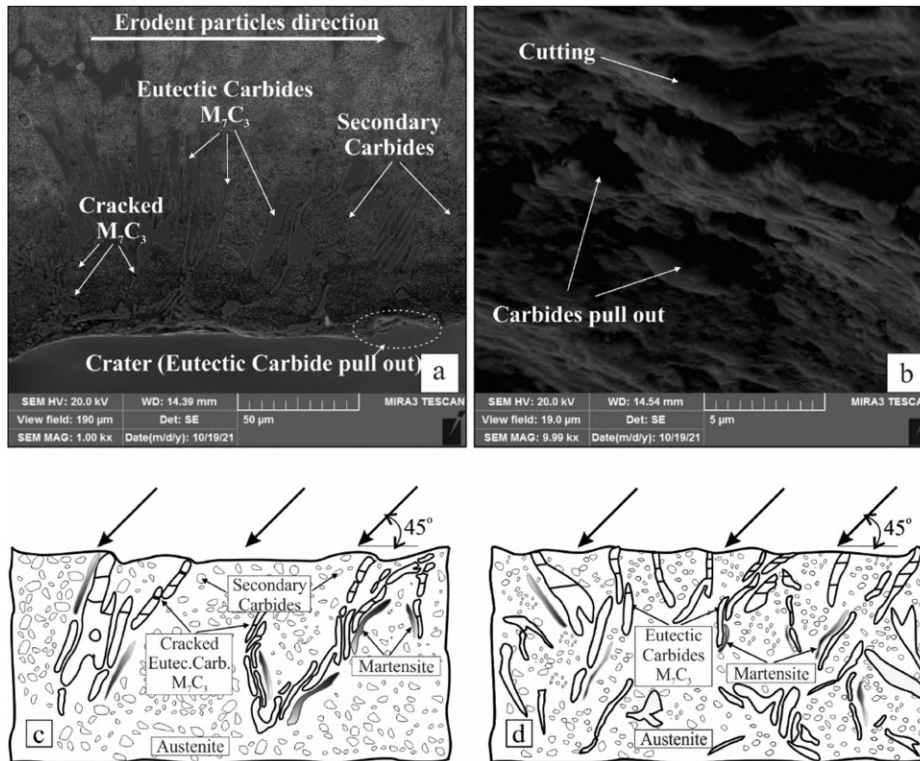 Erodent particles direction
Eutectic Carbides
M₇C₃
Secondary
Carbides
Cracked
M₇C₃
Crater (Eutectic Carbide pull out)
a
SEM HV: 20.0 kV
WD: 14.39 mm
MIRA3 TESCAN
View field: 190 µm
Det: SE
50 µm
SEM MAG: 1.00 kx
Date(m/d/y): 10/19/21
Cutting
Carbides pull out
b
SEM HV: 20.0 kV
WD: 14.54 mm
MIRA3 TESCAN
View field: 19.0 µm
Det: SE
5 µm
SEM MAG: 9.99 kx
Date(m/d/y): 10/19/21
45°
Secondary
Carbides
Cracked
Eutec.Carb.
M₇C₃
Martensite
c
Austenite
45°
Eutectic
Carbides
M₇C₃
Martensite
d
Austenite